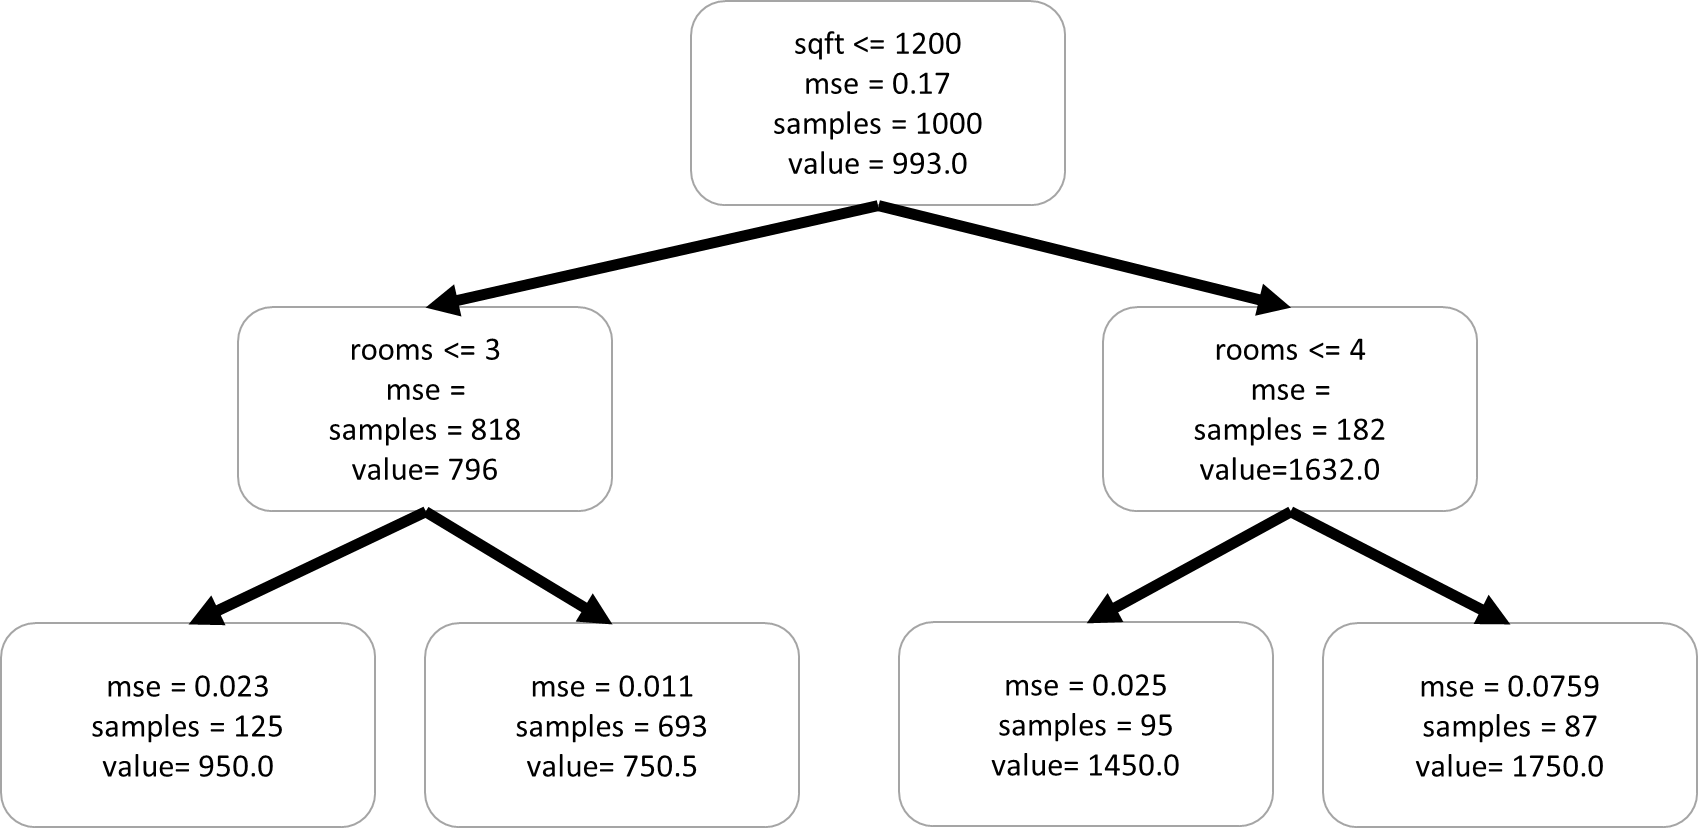 sqft <= 1200
mse = 0.17
samples = 1000
value = 993.0
rooms <= 3
mse =
samples = 818
value= 796
rooms <= 4
mse =
samples = 182
value=1632.0
mse = 0.023
samples = 125
value= 950.0
mse = 0.011
samples = 693
value= 750.5
mse = 0.025
samples = 95
value= 1450.0
mse = 0.0759
samples = 87
value= 1750.0